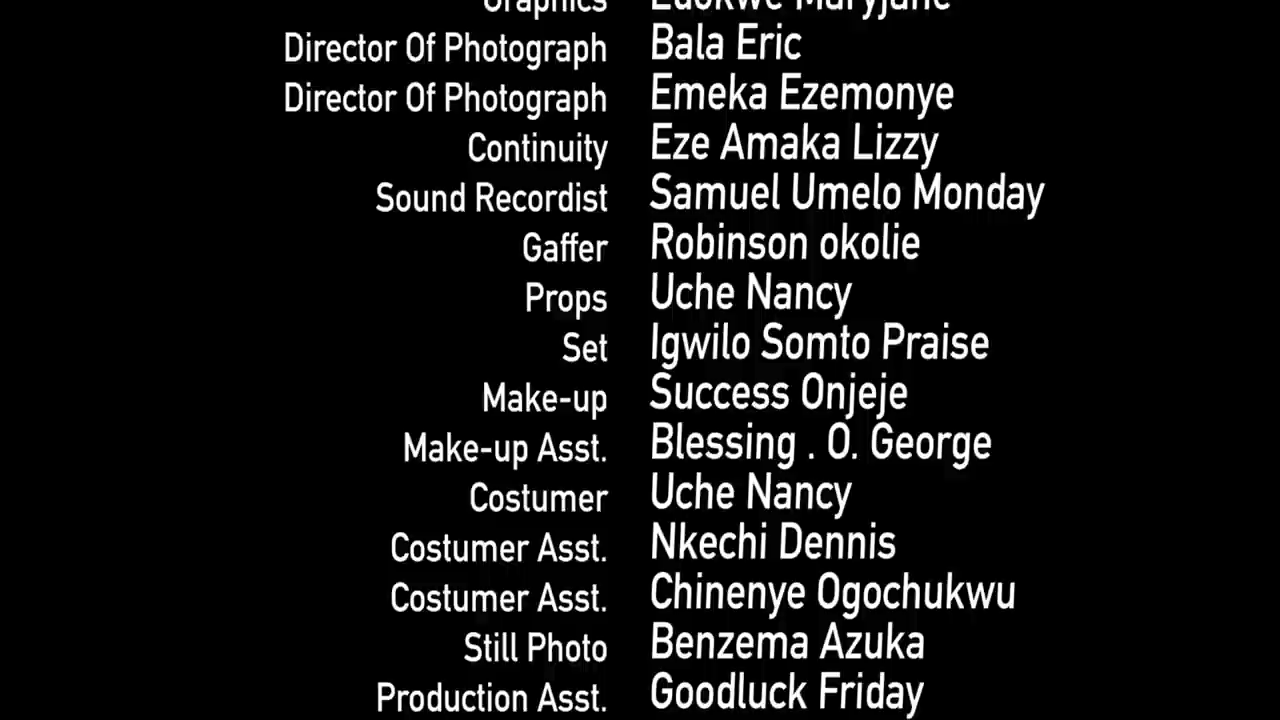 Graphics Edokwe Maryjane
Director Of Photograph Bala Eric
Director Of Photograph Emeka Ezemonye
Continuity Eze Amaka Lizzy
Sound Recordist Samuel Umelo Monday
Gaffer Robinson okolie
Props Uche Nancy
Set Igwilo Somto Praise
Make-up Success Onjeje
Make-up Asst. Blessing . O. George
Costumer Uche Nancy
Costumer Asst. Nkechi Dennis
Costumer Asst. Chinenye Ogochukwu
Still Photo Benzema Azuka
Production Asst. Goodluck Friday